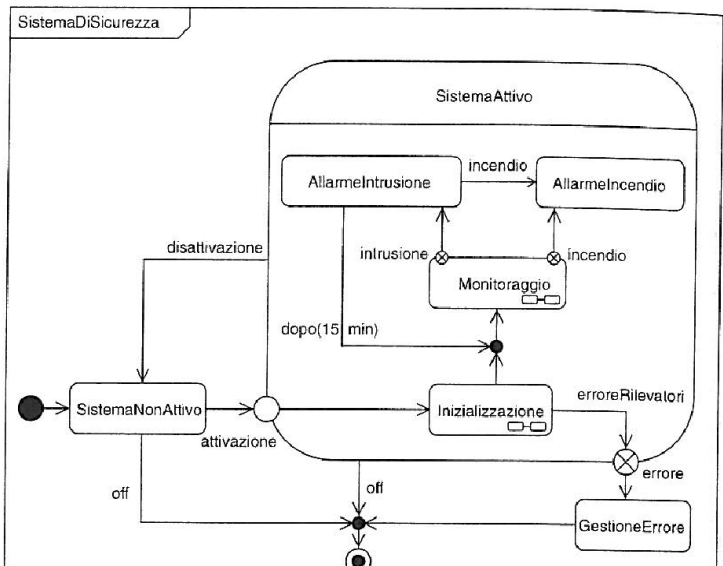 SistemaDiSicurezza
SistemaAttivo
incendio
AllarmeIntrusione
AllarmeIncendio
disattivazione
intrusione
incendio
Monitoraggio
dopo(15 min)
erroreRilevatori
SistemaNonAttivo
Inizializzazione
attivazione
errore
off
off
GestioneErrore